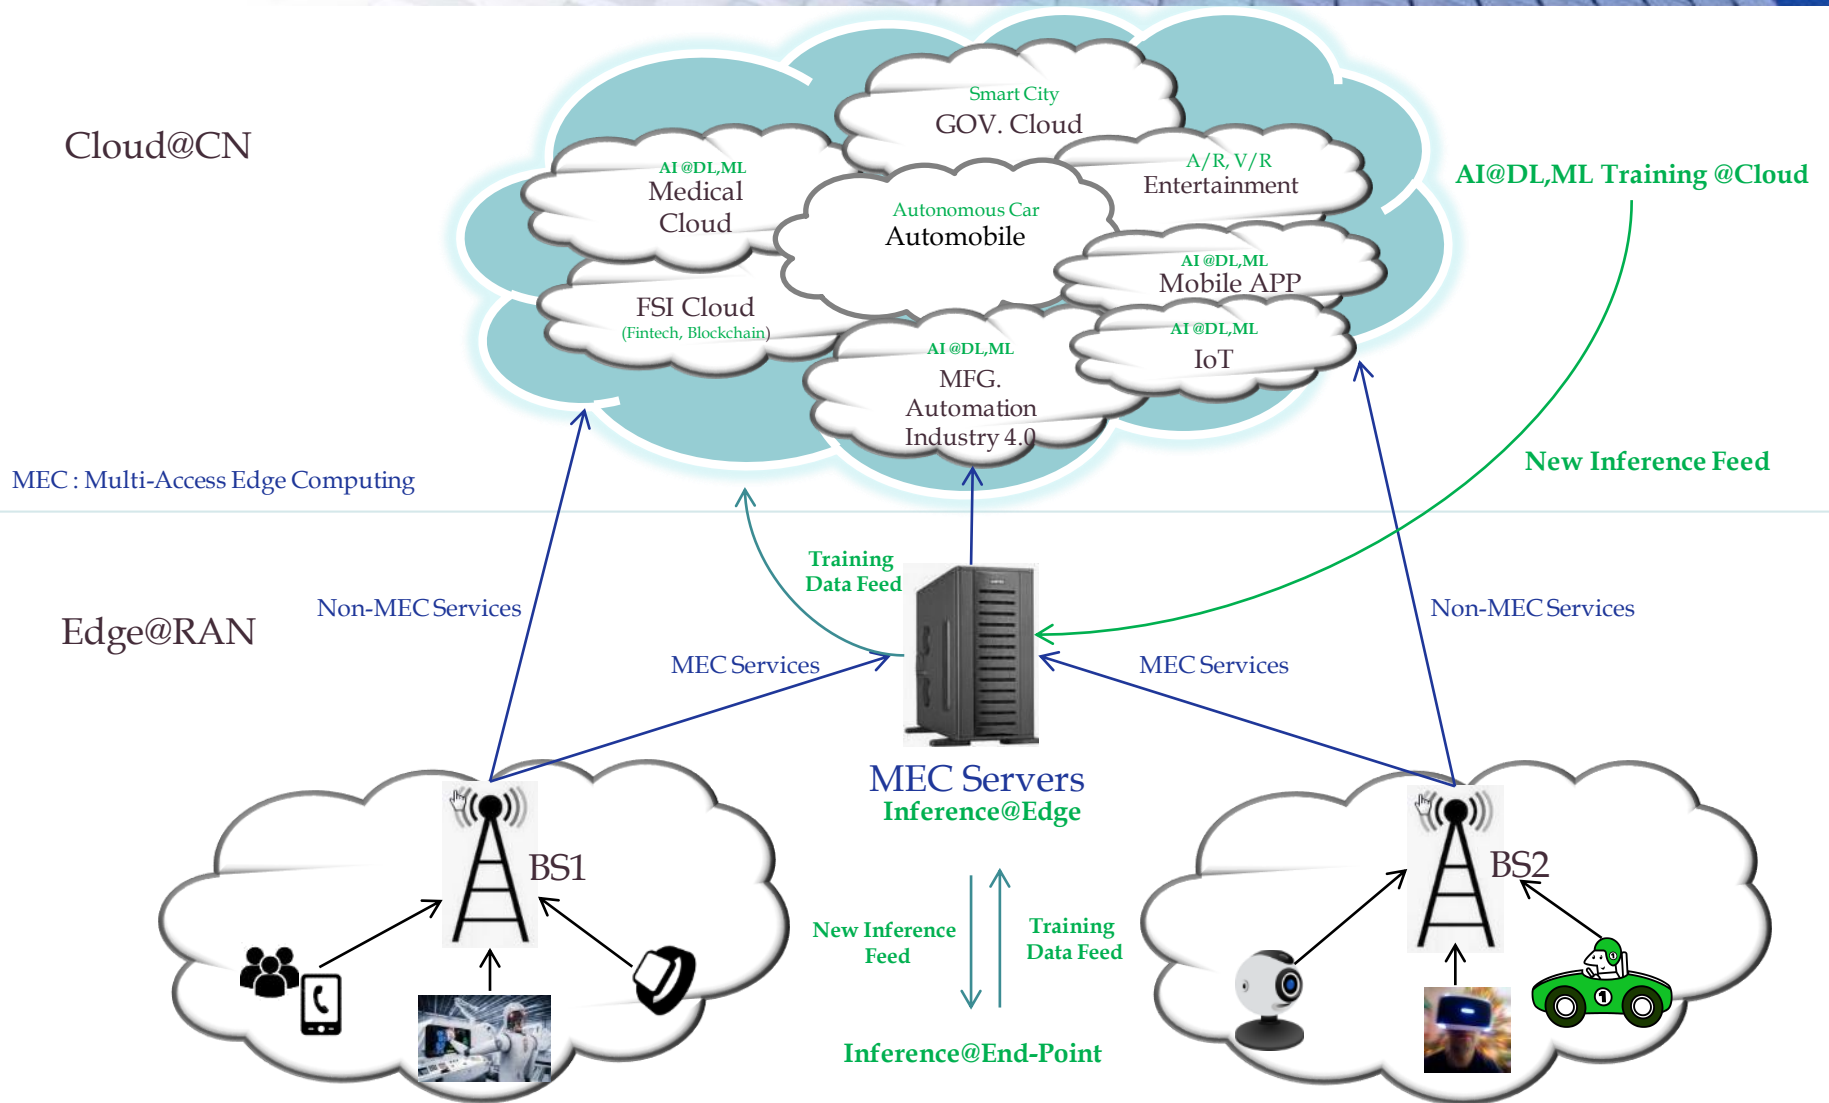 Smart City
GOV. Cloud
Cloud@CN
AI @DL,ML
Medical
Cloud
A/R, V/R
Entertainment
AI@DL,ML Training @Cloud
Autonomous Car
Automobile
AI @DL,ML
Mobile APP
FSI Cloud
(Fintech, Blockchain)
AI @DL,ML
IoT
AI @DL,ML
MFG.
Automation
Industry 4.0
New Inference Feed
MEC : Multi-Access Edge Computing
Training
Data Feed
Non-MEC Services
Non-MEC Services
Edge@RAN
MEC Services
MEC Services
MEC Servers
Inference@Edge
BS1
BS2
New Inference
Feed
Training
Data Feed
1
1
Inference@End-Point